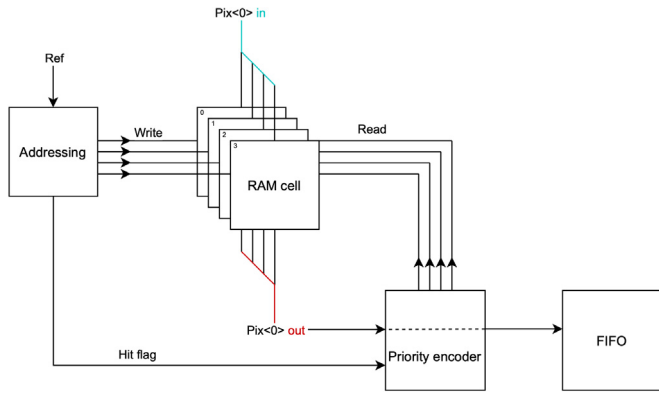 Pix<0> in
Ref
Addressing
Write
0
1
2
3
Read
RAM cell
Pix<0> out
Priority encoder
FIFO
Hit flag